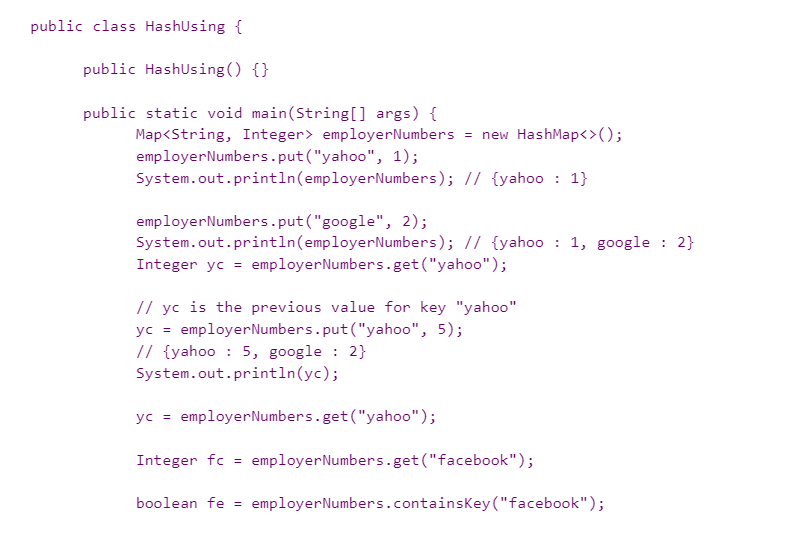 public class HashUsing {
public HashUsing() {}
public static void main(String[] args) {
Map<String, Integer> employerNumbers = new HashMap<>();
employerNumbers.put("yahoo", 1);
System.out.println(employerNumbers); // {yahoo : 1}
employerNumbers.put("google", 2);
System.out.println(employerNumbers); // {yahoo : 1, google : 2}
Integer yc = employerNumbers.get("yahoo");
// yc is the previous value for key "yahoo"
yc = employerNumbers.put("yahoo", 5);
// {yahoo : 5, google : 2}
System.out.println(yc);
yc = employerNumbers.get("yahoo");
Integer fc = employerNumbers.get("facebook");
boolean fe = employerNumbers.containsKey("facebook");